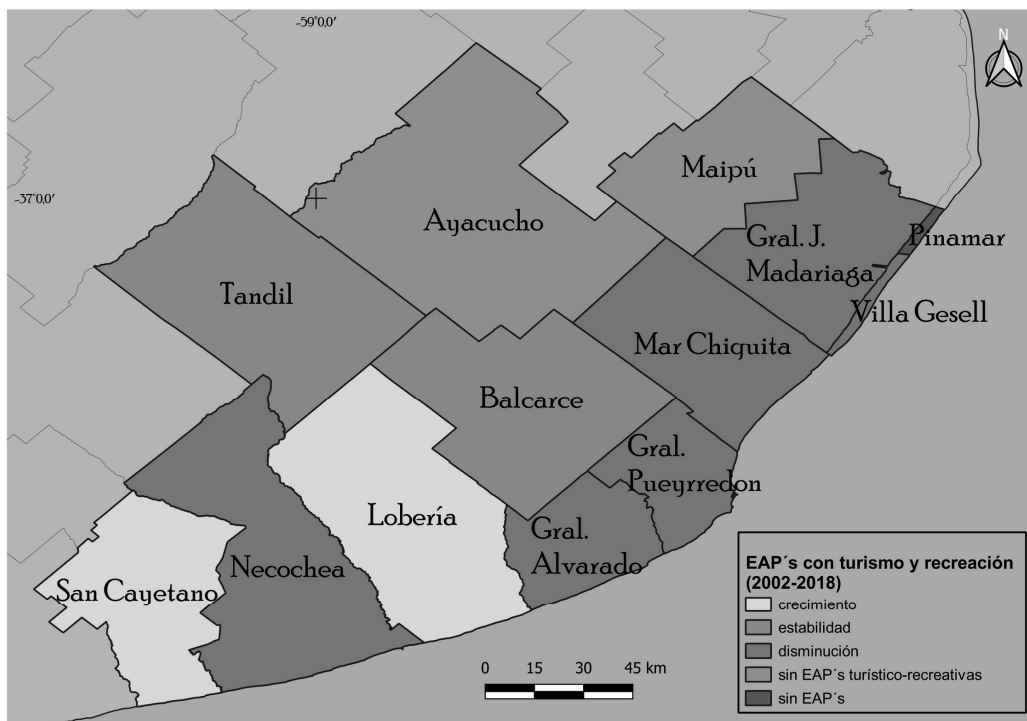 -59°0,0'
N
-37°0,0'
Maipú
Ayacucho
Gral. J.
Madariaga
Pinamar
Tandil
Villa Gesell
Mar Chiquita
Balcarce
Gral.
Pueyrredon
Lobería
Gral.
Alvarado
Necochea
San Cayetano
EAP´s con turismo y recreación
(2002-2018)
crecimiento
estabilidad
disminución
sin EAP´s turístico-recreativas
sin EAP´s
0 15 30 45 km